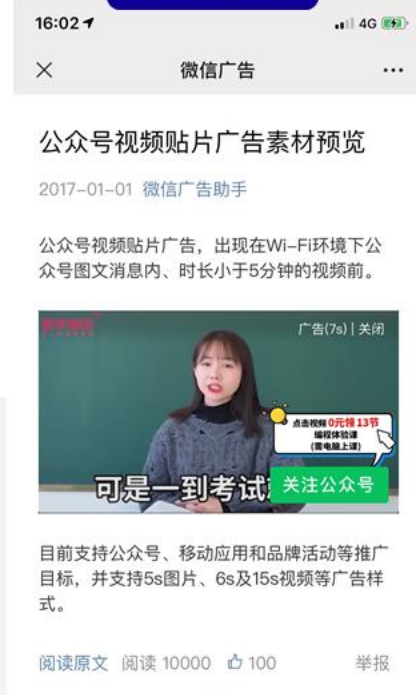 16:02
4G
微信广告
公众号视频贴片广告素材预览
2017-01-01 微信广告助手
公众号视频贴片广告，出现在Wi-Fi环境下公
众号图文消息内、时长小于5分钟的视频前。
广告(7s) | 关闭
点击视频 0元领 13节
编程体验课
(需电脑上课)
可是一到考试
关注公众号
目前支持公众号、移动应用和品牌活动等推广
目标，并支持5s图片、6s及15s视频等广告样
式。
阅读原文 阅读 10000 100 举报